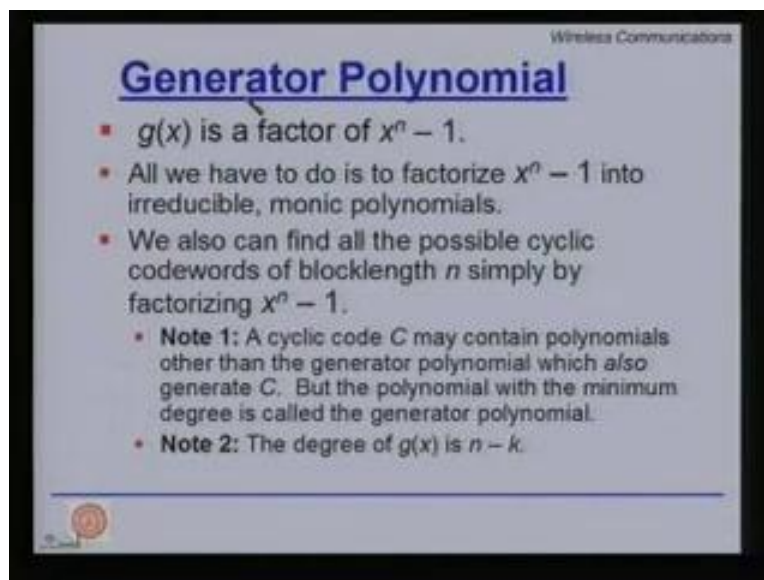 Wireless Communications
Generator Polynomial
▪ g(x) is a factor of xⁿ – 1.
▪ All we have to do is to factorize xⁿ – 1 into
irreducible, monic polynomials.
▪ We also can find all the possible cyclic
codewords of blocklength n simply by
factorizing xⁿ – 1.
▪ Note 1: A cyclic code C may contain polynomials
other than the generator polynomial which also
generate C. But the polynomial with the minimum
degree is called the generator polynomial.
▪ Note 2: The degree of g(x) is n – k.